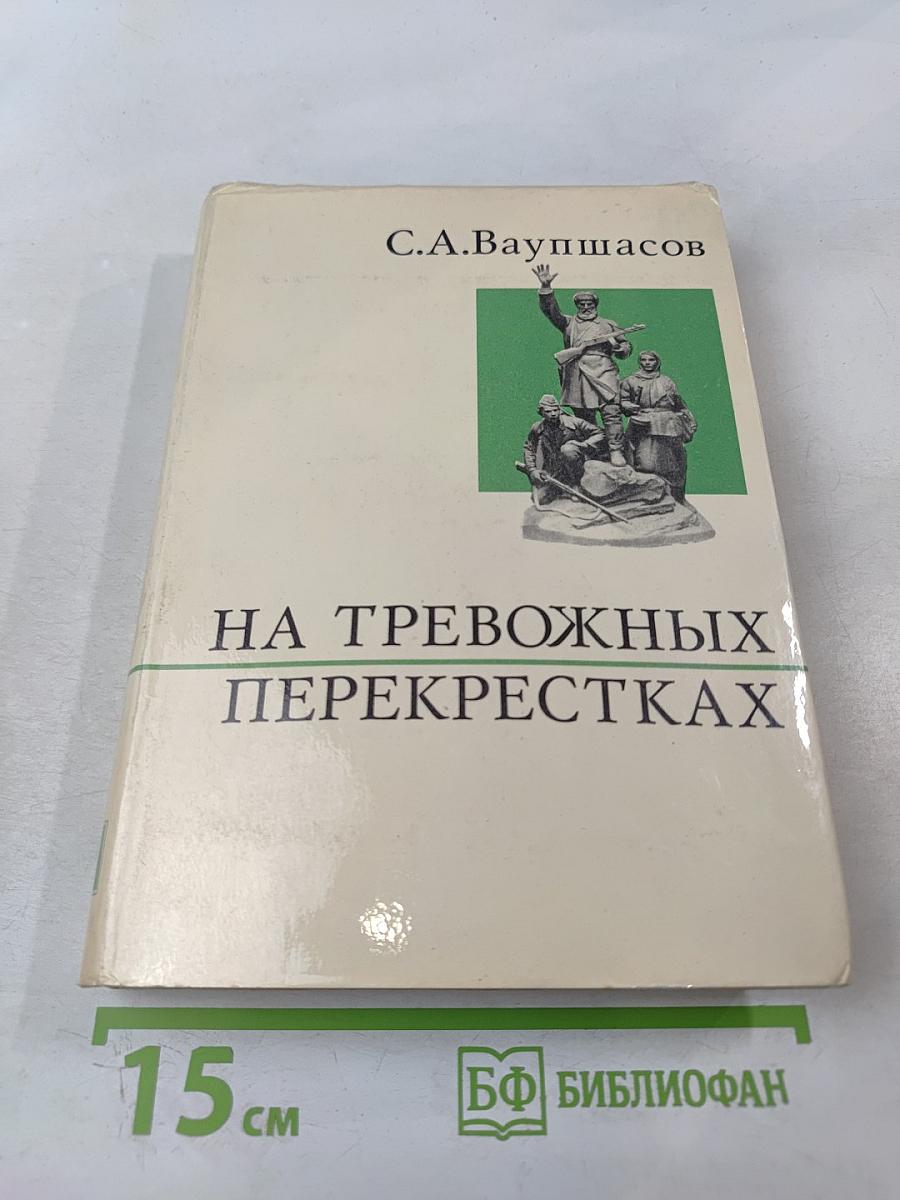 С.А.Ваупшасов
НА ТРЕВОЖНЫХ
ПЕРЕКРЕСТКАХ
15 см
БФ БИБЛИОФАН